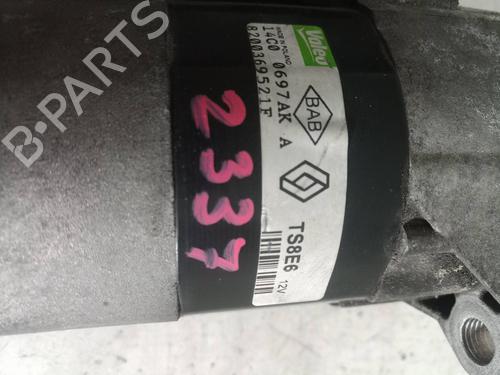 Valeo
MADE IN POLAND
14C0 0697AK A
8200369521F
BAB
TS8E6
12V
2337
B-PARTS